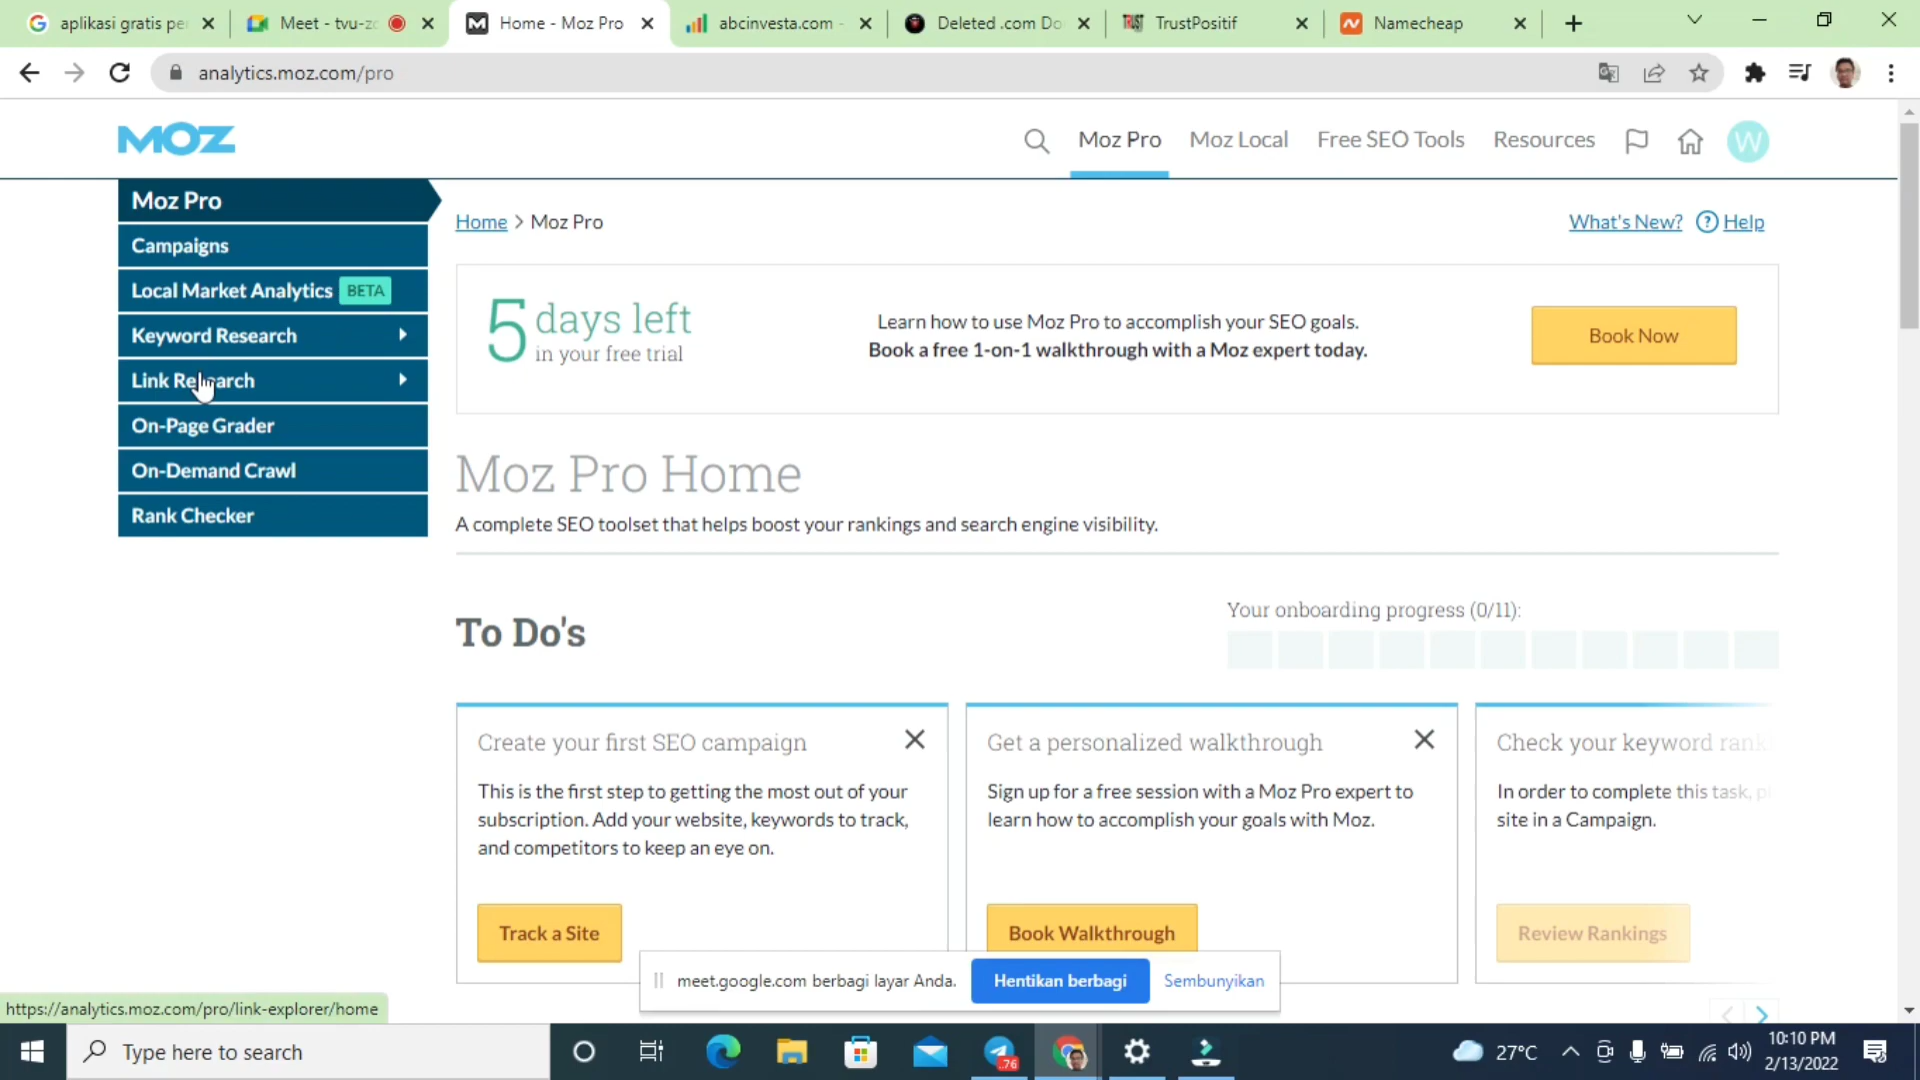 aplikasi gratis pe
Meet - tvu-zc
Home - Moz Pro
abcinvesta.com -
Deleted .com Do
TrustPositif
Namecheap
analytics.moz.com/pro
MOZ
Moz Pro
Moz Local
Free SEO Tools
Resources
W
Moz Pro
Campaigns
Local Market Analytics BETA
Keyword Research
Link Research
On-Page Grader
On-Demand Crawl
Rank Checker
Home > Moz Pro
What's New?
? Help
5 days left
in your free trial
Learn how to use Moz Pro to accomplish your SEO goals.
Book a free 1-on-1 walkthrough with a Moz expert today.
Book Now
Moz Pro Home
A complete SEO toolset that helps boost your rankings and search engine visibility.
To Do's
Your onboarding progress (0/11):
Create your first SEO campaign
This is the first step to getting the most out of your
subscription. Add your website, keywords to track,
and competitors to keep an eye on.
Track a Site
Get a personalized walkthrough
Sign up for a free session with a Moz Pro expert to
learn how to accomplish your goals with Moz.
Book Walkthrough
Check your keyword rank
In order to complete this task, p
site in a Campaign.
Review Rankings
meet.google.com berbagi layar Anda.
Hentikan berbagi
Sembunyikan
https://analytics.moz.com/pro/link-explorer/home
Type here to search
76
27°C
10:10 PM
2/13/2022